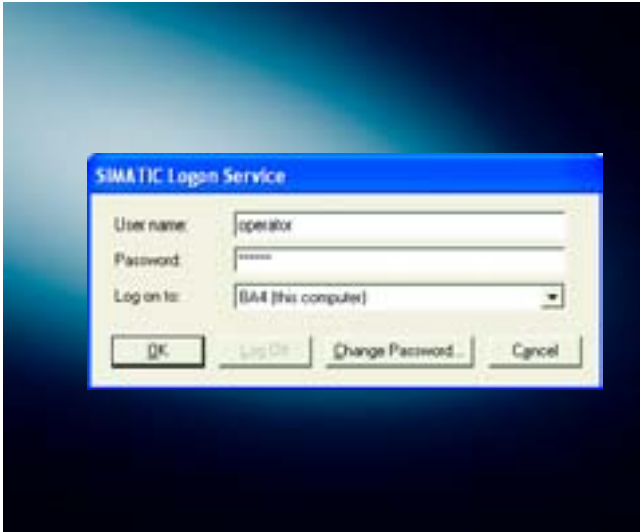 SIMATIC Logon Service
User name: operator
Password: ******
Log on to: BA4 (this computer)
OK Log Off Change Password... Cancel